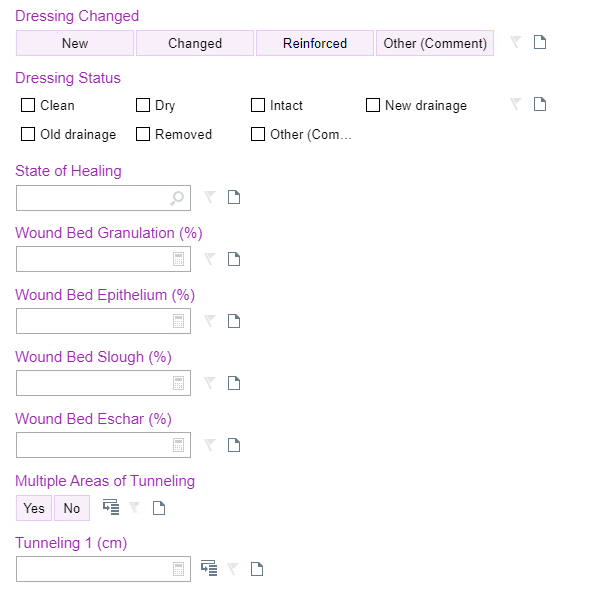 Dressing Changed
New Changed Reinforced Other (Comment)
Dressing Status
Clean Dry Intact New drainage
Old drainage Removed Other (Com...
State of Healing
Wound Bed Granulation (%)
Wound Bed Epithelium (%)
Wound Bed Slough (%)
Wound Bed Eschar (%)
Multiple Areas of Tunneling
Yes No
Tunneling 1 (cm)